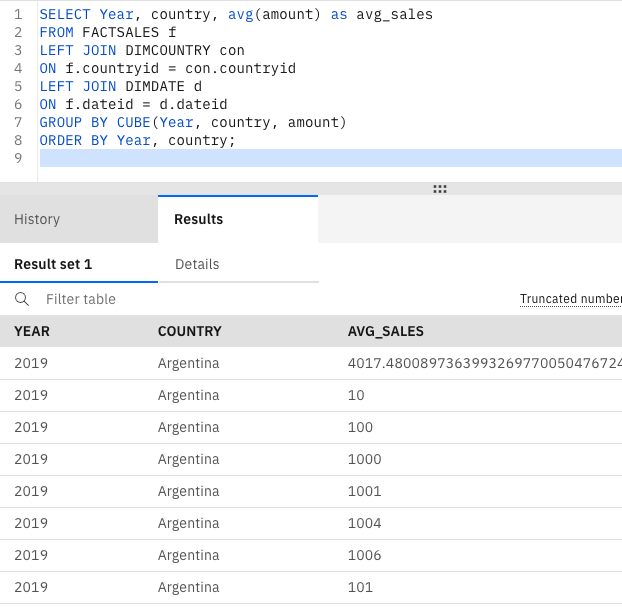 1 SELECT Year, country, avg(amount) as avg_sales
2 FROM FACTSALES f
3 LEFT JOIN DIMCOUNTRY con
4 ON f.countryid = con.countryid
5 LEFT JOIN DIMDATE d
6 ON f.dateid = d.dateid
7 GROUP BY CUBE(Year, country, amount)
8 ORDER BY Year, country;
9
History Results
Result set 1 Details
Filter table Truncated number
YEAR COUNTRY AVG_SALES
2019 Argentina 4017.480089736399326977005047672
2019 Argentina 10
2019 Argentina 100
2019 Argentina 1000
2019 Argentina 1001
2019 Argentina 1004
2019 Argentina 1006
2019 Argentina 101